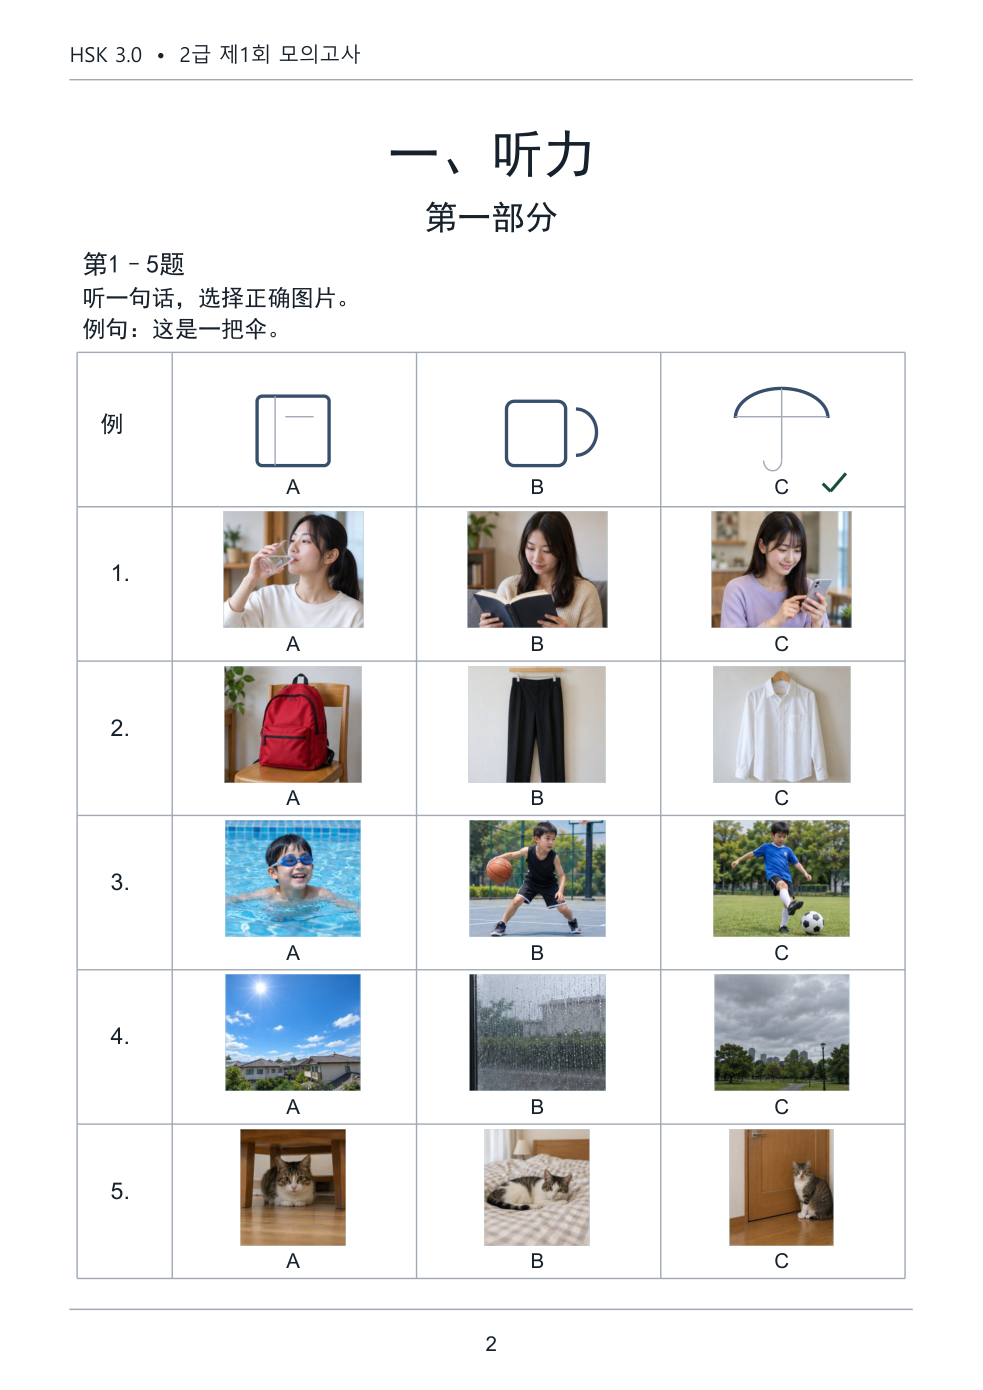 HSK 3.0 • 2급 제1회 모의고사
一、听力
第一部分
第1－5题
听一句话，选择正确图片。
例句：这是一把伞。
例
A B C
1.
A B C
2.
A B C
3.
A B C
4.
A B C
5.
A B C
2